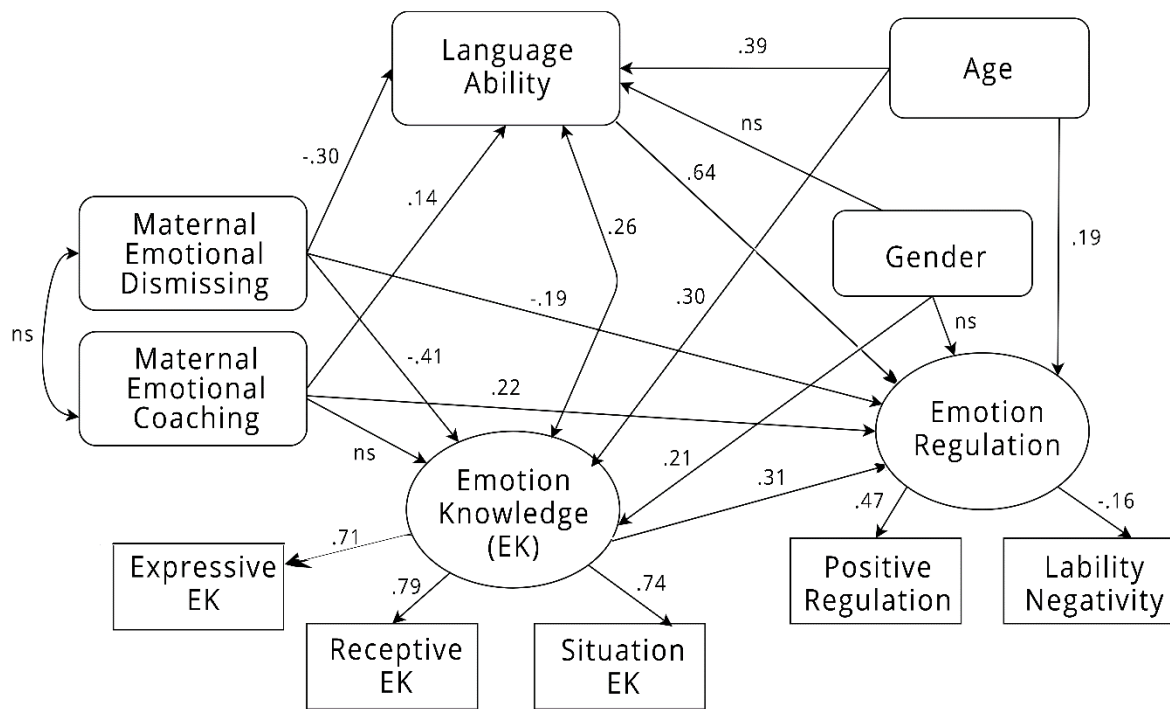 Language
Ability
.39
Age
ns
-.30
.64
.14
Maternal
Emotional
Dismissing
.26
Gender
.19
-.19
.30
ns
ns
Maternal
Emotional
Coaching
-.41
.22
Emotion
Regulation
ns
.21
Emotion
Knowledge
(EK)
.31
.47
-.16
.71
Expressive
EK
.79
.74
Positive
Regulation
Lability
Negativity
Receptive
EK
Situation
EK